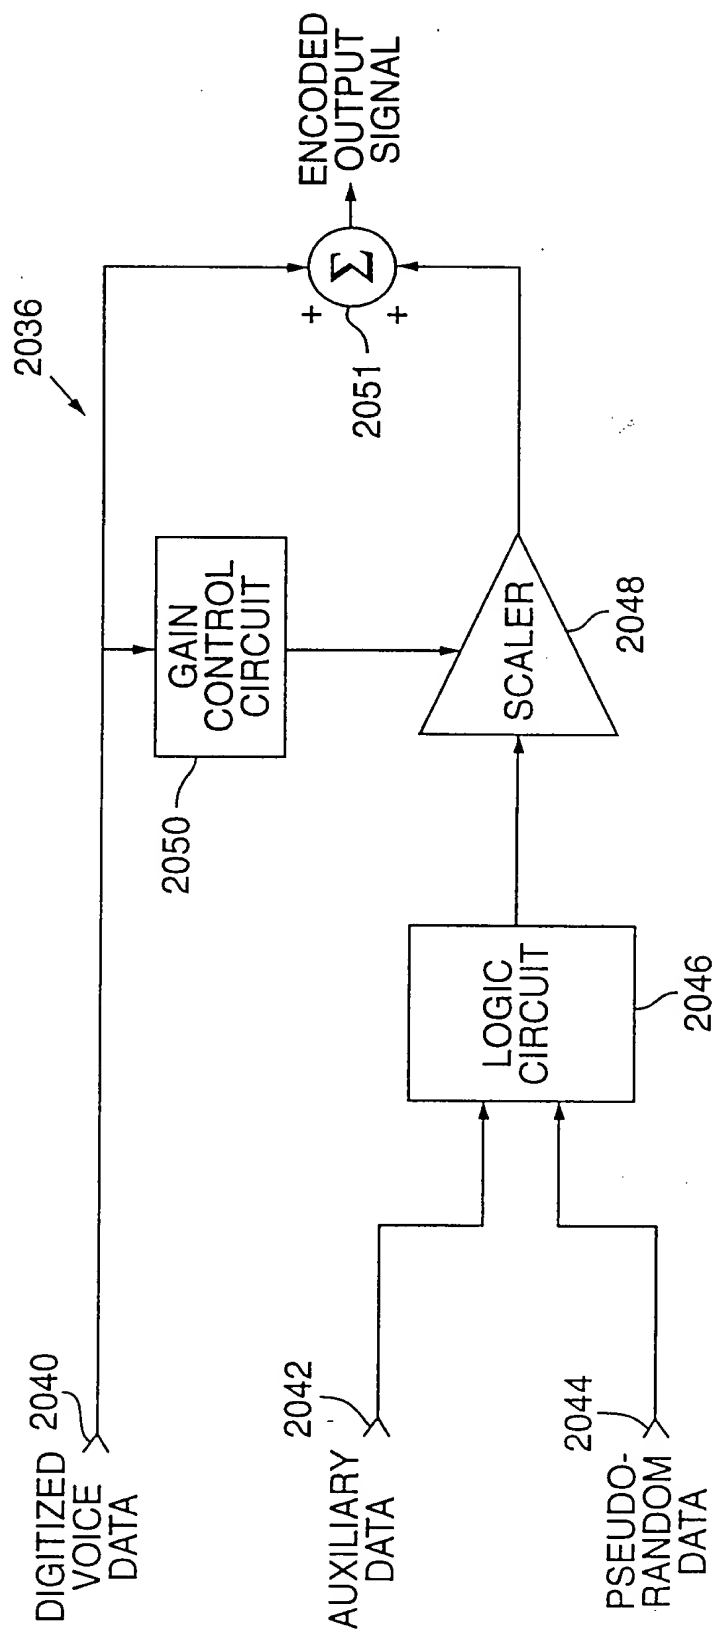 2036
DIGITIZED
VOICE
DATA
2040
GAIN
CONTROL
CIRCUIT
2050
ENCODED
OUTPUT
SIGNAL
Σ
+
+
2051
AUXILIARY
DATA
2042
LOGIC
CIRCUIT
2046
SCALER
2048
PSEUDO-
RANDOM
DATA
2044